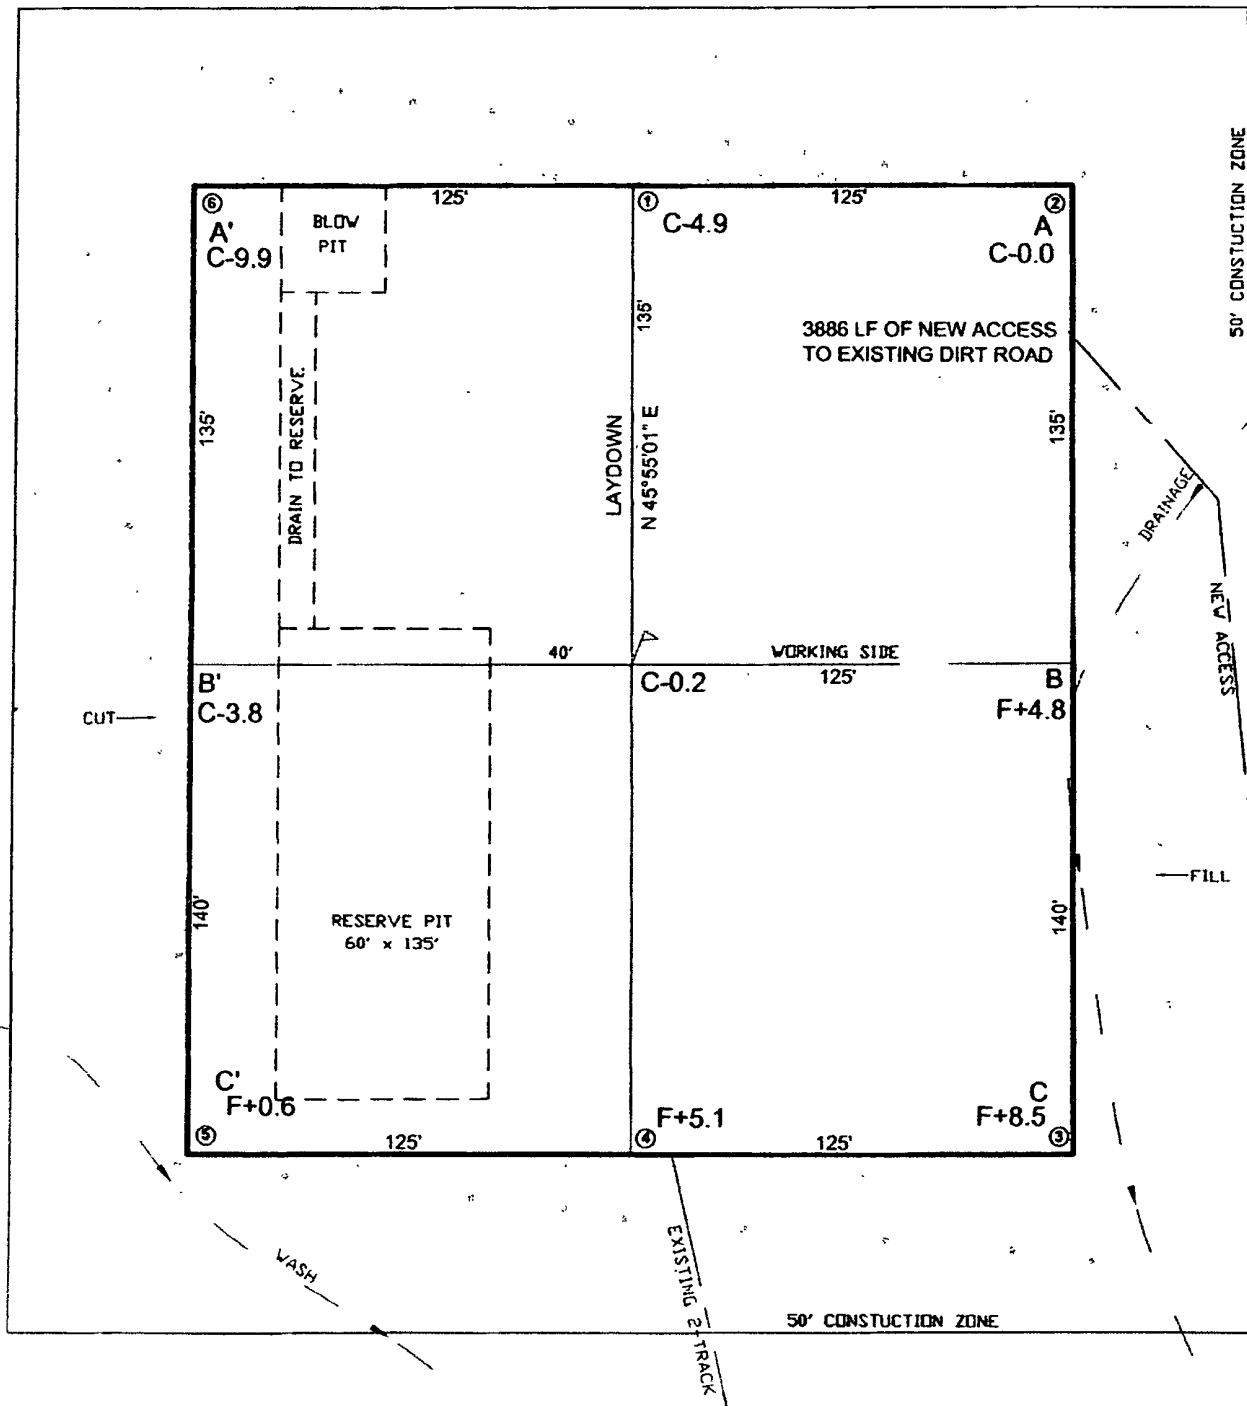 50' CONSTUCTION ZONE
⑥
125'
①
125'
②
BLOW
PIT
A'
C-9.9
C-4.9
A
C-0.0
135'
3886 LF OF NEW ACCESS
TO EXISTING DIRT ROAD
135'
DRAIN TO RESERVE
LAYDOWN
N 45°55'01" E
135'
DRAINAGE
NEW ACCESS
40'
WORKING SIDE
125'
B'
C-3.8
C-0.2
B
F+4.8
CUT
FILL
140'
RESERVE PIT
60' x 135'
140'
C'
F+0.6
F+5.1
C
F+8.5
⑤
125'
④
125'
③
WASH
EXISTING 2-TRACK
50' CONSTUCTION ZONE